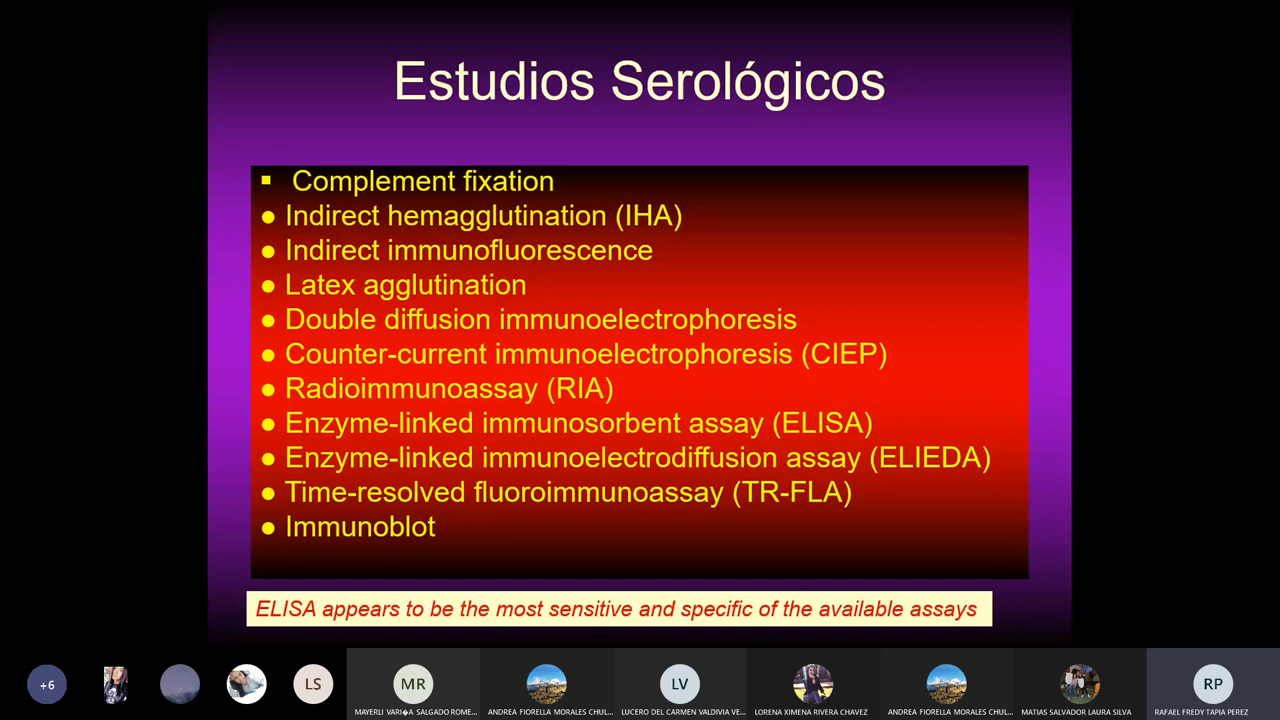 Estudios Serológicos
▪ Complement fixation
● Indirect hemagglutination (IHA)
● Indirect immunofluorescence
● Latex agglutination
● Double diffusion immunoelectrophoresis
● Counter-current immunoelectrophoresis (CIEP)
● Radioimmunoassay (RIA)
● Enzyme-linked immunosorbent assay (ELISA)
● Enzyme-linked immunoelectrodiffusion assay (ELIEDA)
● Time-resolved fluoroimmunoassay (TR-FLA)
● Immunoblot
ELISA appears to be the most sensitive and specific of the available assays
+6
LS
MR
LV
RP
MAYERLI VARI�A SALGADO ROME...
ANDREA FIORELLA MORALES CHUL...
LUCERO DEL CARMEN VALDIVIA VE...
LORENA XIMENA RIVERA CHAVEZ
ANDREA FIORELLA MORALES CHUL...
MATIAS SALVADOR LAURA SILVA
RAFAEL FREDY TAPIA PEREZ